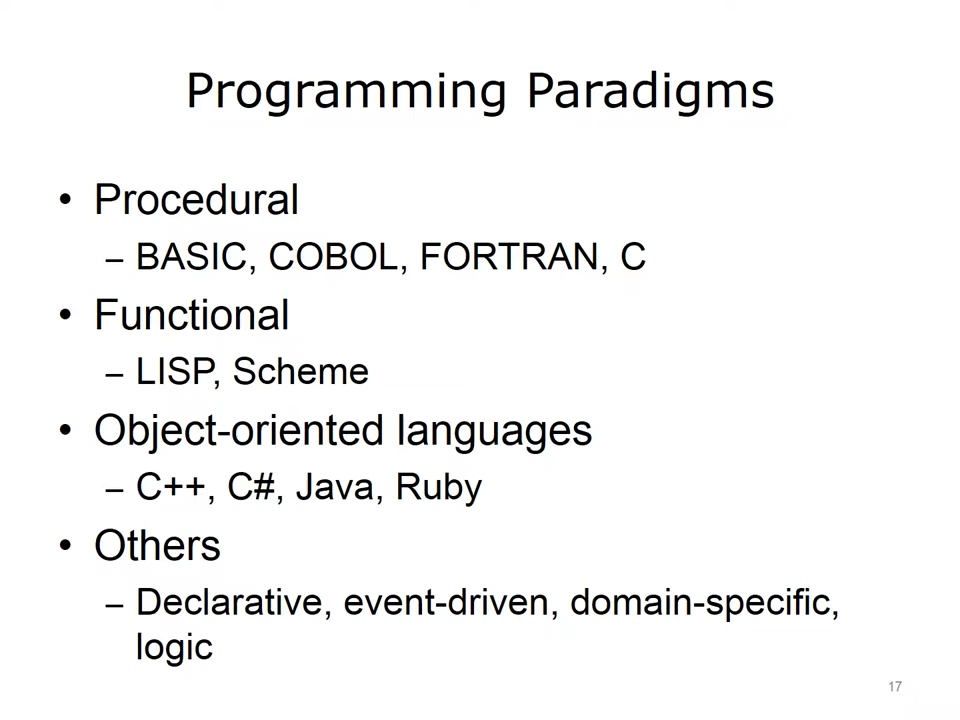 Programming Paradigms
• Procedural
– BASIC, COBOL, FORTRAN, C
• Functional
– LISP, Scheme
• Object-oriented languages
– C++, C#, Java, Ruby
• Others
– Declarative, event-driven, domain-specific,
logic
17